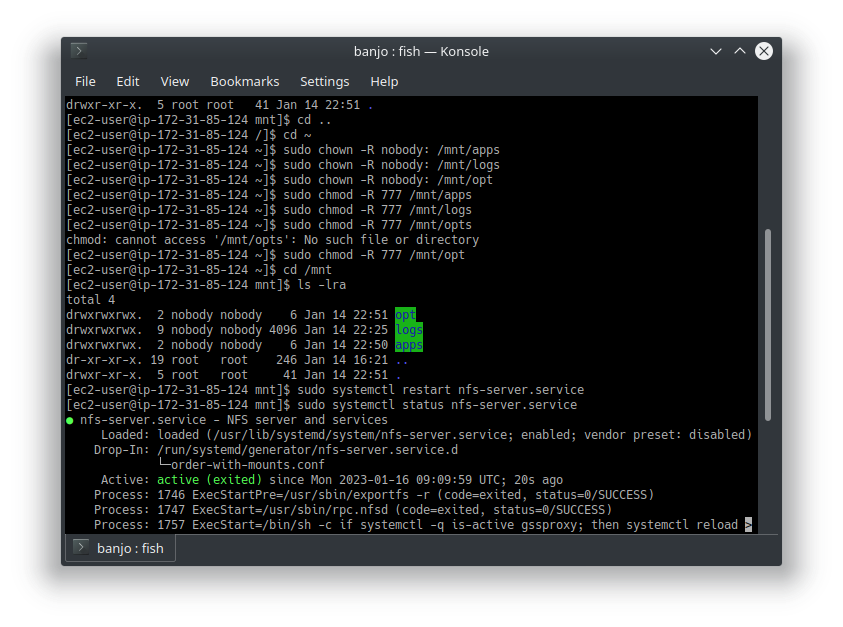 banjo : fish — Konsole
File Edit View Bookmarks Settings Help
drwxr-xr-x.  5 root root   41 Jan 14 22:51 .
[ec2-user@ip-172-31-85-124 mnt]$ cd ..
[ec2-user@ip-172-31-85-124 /]$ cd ~
[ec2-user@ip-172-31-85-124 ~]$ sudo chown -R nobody: /mnt/apps
[ec2-user@ip-172-31-85-124 ~]$ sudo chown -R nobody: /mnt/logs
[ec2-user@ip-172-31-85-124 ~]$ sudo chown -R nobody: /mnt/opt
[ec2-user@ip-172-31-85-124 ~]$ sudo chmod -R 777 /mnt/apps
[ec2-user@ip-172-31-85-124 ~]$ sudo chmod -R 777 /mnt/logs
[ec2-user@ip-172-31-85-124 ~]$ sudo chmod -R 777 /mnt/opts
chmod: cannot access '/mnt/opts': No such file or directory
[ec2-user@ip-172-31-85-124 ~]$ sudo chmod -R 777 /mnt/opt
[ec2-user@ip-172-31-85-124 ~]$ cd /mnt
[ec2-user@ip-172-31-85-124 mnt]$ ls -lra
total 4
drwxrwxrwx.  2 nobody nobody    6 Jan 14 22:51 opt
drwxrwxrwx.  9 nobody nobody 4096 Jan 14 22:25 logs
drwxrwxrwx.  2 nobody nobody    6 Jan 14 22:50 apps
dr-xr-xr-x. 19 root   root    246 Jan 14 16:21 ..
drwxr-xr-x.  5 root   root     41 Jan 14 22:51 .
[ec2-user@ip-172-31-85-124 mnt]$ sudo systemctl restart nfs-server.service
[ec2-user@ip-172-31-85-124 mnt]$ sudo systemctl status nfs-server.service
● nfs-server.service - NFS server and services
     Loaded: loaded (/usr/lib/systemd/system/nfs-server.service; enabled; vendor preset: disabled)
    Drop-In: /run/systemd/generator/nfs-server.service.d
             └─order-with-mounts.conf
     Active: active (exited) since Mon 2023-01-16 09:09:59 UTC; 20s ago
    Process: 1746 ExecStartPre=/usr/sbin/exportfs -r (code=exited, status=0/SUCCESS)
    Process: 1747 ExecStart=/usr/sbin/rpc.nfsd (code=exited, status=0/SUCCESS)
    Process: 1757 ExecStart=/bin/sh -c if systemctl -q is-active gssproxy; then systemctl reload >
banjo : fish